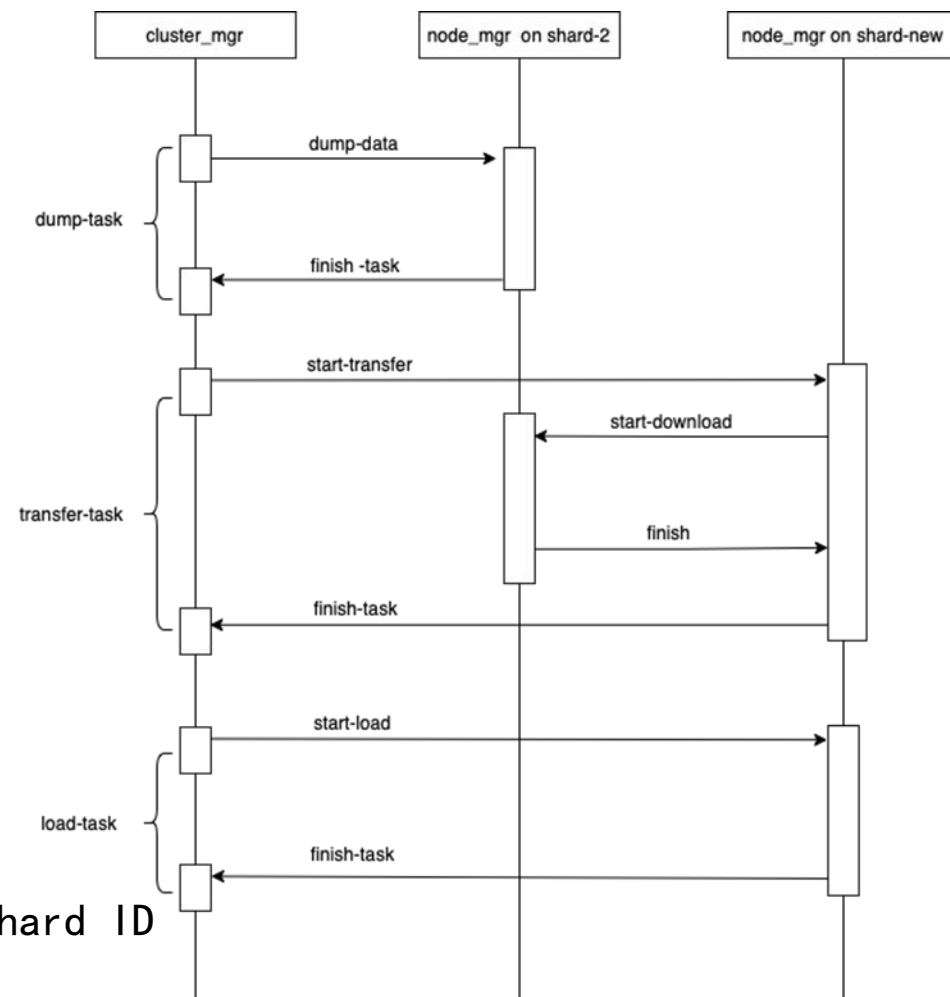 cluster_mgr
node_mgr on shard-2
node_mgr on shard-new
dump-data
dump-task
finish -task
start-transfer
start-download
transfer-task
finish
finish-task
start-load
load-task
finish-task
hard ID